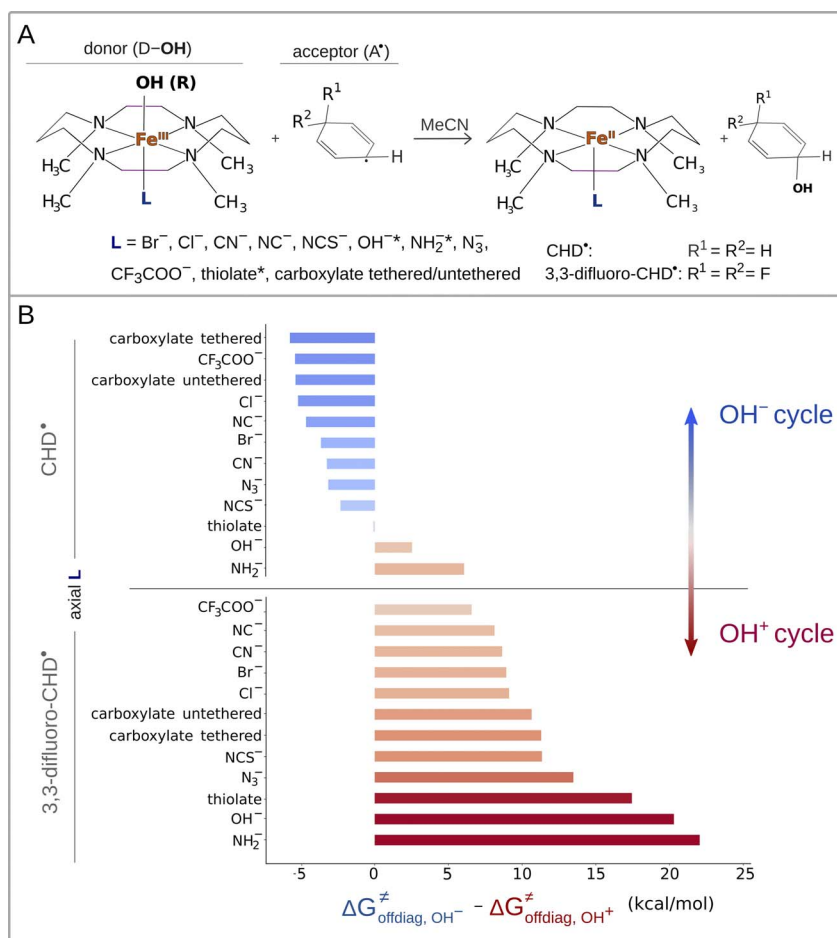 A
donor (D–OH)
acceptor (A•)
OH (R)
R¹
R²
N
N
Feᴵᴵᴵ
+
MeCN
N
N
Feᴵᴵ
+
R¹
R²
H₃C
N
N
CH₃
• H
H₃C
N
N
CH₃
H
OH
H₃C
L
CH₃
H₃C
L
CH₃
L = Br⁻, Cl⁻, CN⁻, NC⁻, NCS⁻, OH⁻*, NH₂⁻*, N₃⁻,
CF₃COO⁻, thiolate*, carboxylate tethered/untethered
CHD•: R¹ = R² = H
3,3-difluoro-CHD•: R¹ = R² = F
B
CHD•
axial L
3,3-difluoro-CHD•
carboxylate tethered
CF₃COO⁻
carboxylate untethered
Cl⁻
NC⁻
Br⁻
CN⁻
N₃⁻
NCS⁻
thiolate
OH⁻
NH₂⁻
CF₃COO⁻
NC⁻
CN⁻
Br⁻
Cl⁻
carboxylate untethered
carboxylate tethered
NCS⁻
N₃⁻
thiolate
OH⁻
NH₂⁻
OH⁻ cycle
OH⁺ cycle
-5 0 5 10 15 20 25
ΔG≠offdiag, OH⁻ - ΔG≠offdiag, OH⁺ (kcal/mol)